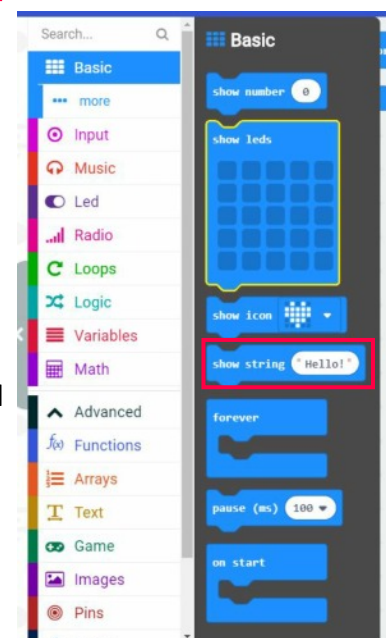 Search...
Basic
more
Input
Music
Led
Radio
Loops
Logic
Variables
Math
Advanced
f(x) Functions
Arrays
Text
Game
Images
Pins
Basic
show number 0
show leds
show icon
show string "Hello!"
forever
pause (ms) 100
on start